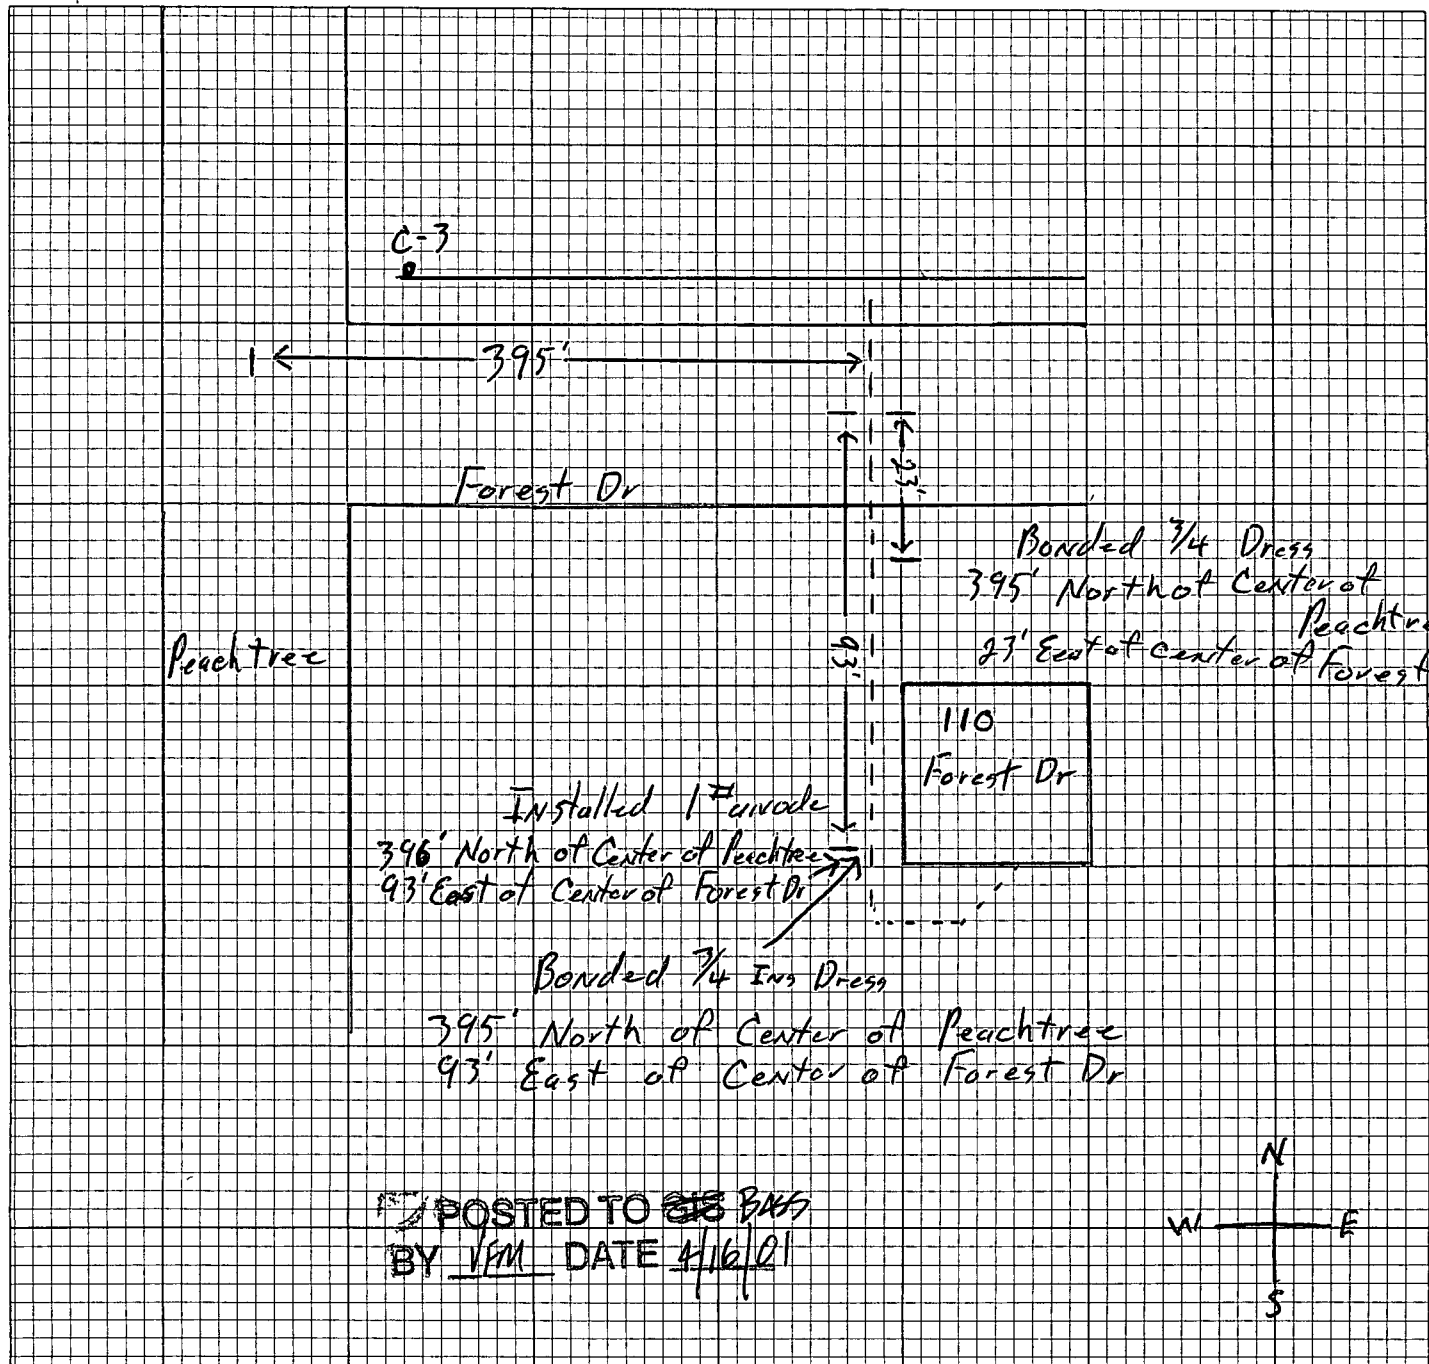 C-3
395'
23'
Forest Dr
Bonded 3/4 Dress
395' North of Center of
Peachtre
23' East of center of Forest
Peachtree
93'
110
Forest Dr
Installed 1# anode
396' North of Center of Peachtree
93' East of Center of Forest Dr
Bonded 3/4 Ins Dress
395' North of Center of Peachtree
93' East of Center of Forest Dr
N
W E
S
POSTED TO GIS BASS
BY VFM DATE 4/16/01